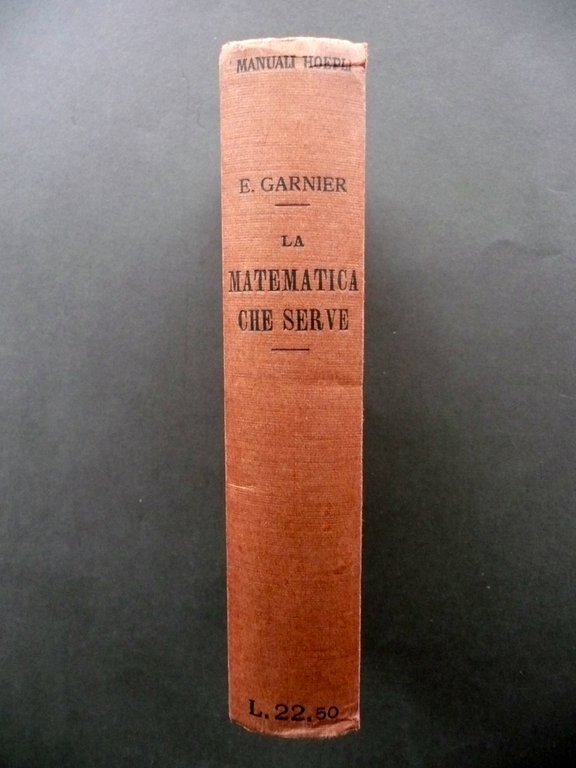 MANUALI HOEPLI
E. GARNIER
LA
MATEMATICA
CHE SERVE
L. 22.50